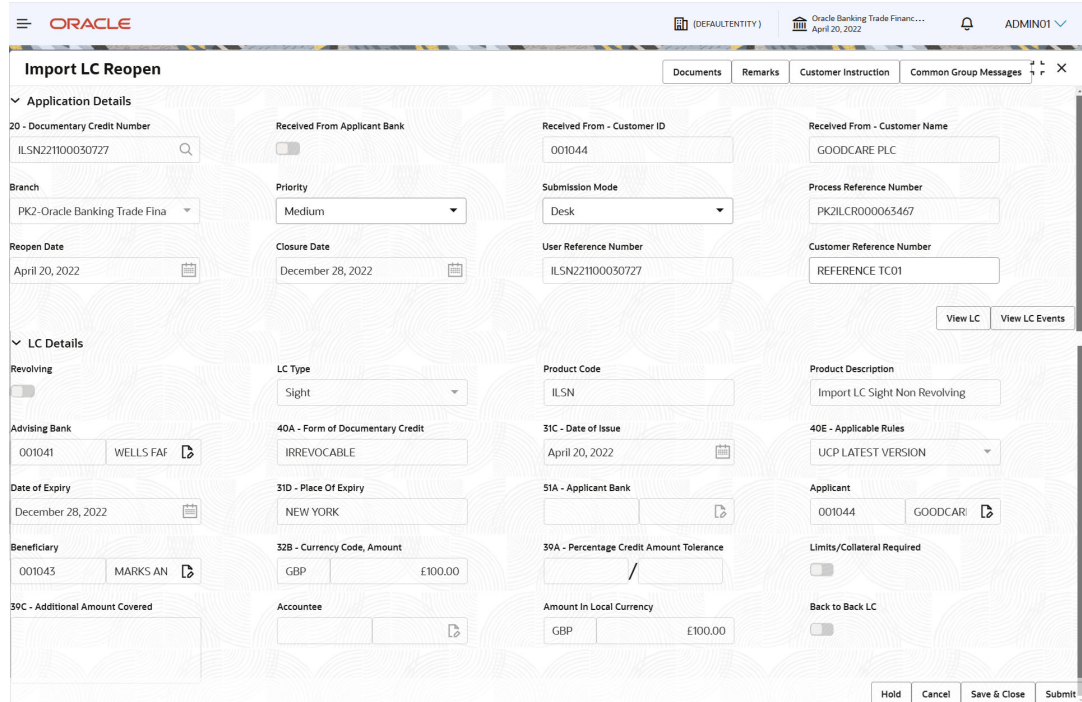 ORACLE
(DEFAULTENTITY)
Oracle Banking Trade Financ...
April 20, 2022
ADMIN01
Import LC Reopen
Documents Remarks Customer Instruction Common Group Messages
Application Details
20 - Documentary Credit Number Received From Applicant Bank Received From - Customer ID Received From - Customer Name
ILSN221100030727 001044 GOODCARE PLC
Branch Priority Submission Mode Process Reference Number
PK2-Oracle Banking Trade Fina Medium Desk PK2ILCR000063467
Reopen Date Closure Date User Reference Number Customer Reference Number
April 20, 2022 December 28, 2022 ILSN221100030727 REFERENCE TC01
View LC View LC Events
LC Details
Revolving LC Type Product Code Product Description
Sight ILSN Import LC Sight Non Revolving
Advising Bank 40A - Form of Documentary Credit 31C - Date of Issue 40E - Applicable Rules
001041 WELLS FAF IRREVOCABLE April 20, 2022 UCP LATEST VERSION
Date of Expiry 31D - Place Of Expiry 51A - Applicant Bank Applicant
December 28, 2022 NEW YORK 001044 GOODCARI
Beneficiary 32B - Currency Code, Amount 39A - Percentage Credit Amount Tolerance Limits/Collateral Required
001043 MARKS AN GBP £100.00 /
39C - Additional Amount Covered Accountee Amount In Local Currency Back to Back LC
GBP £100.00
Hold Cancel Save & Close Submit